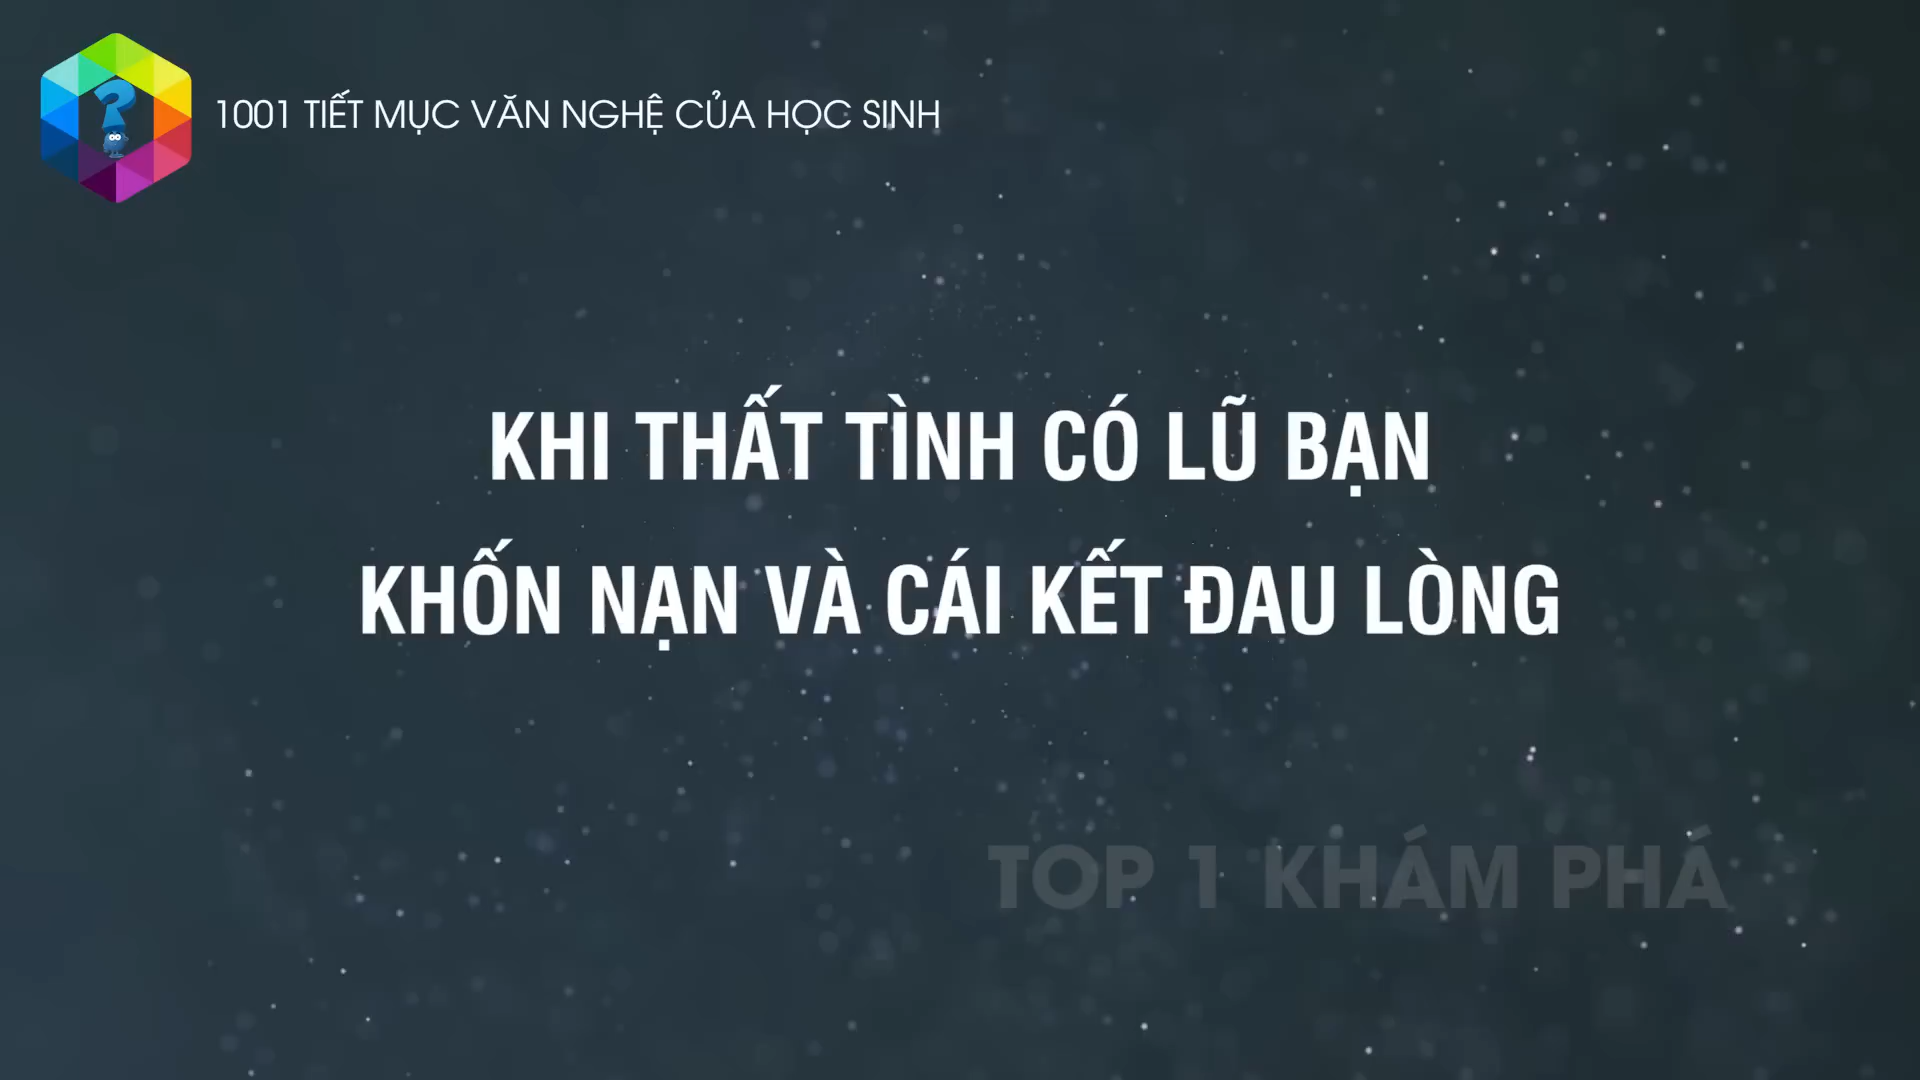 1001 TIẾT MỤC VĂN NGHỆ CỦA HỌC SINH
KHI THẤT TÌNH CÓ LŨ BẠN
KHỐN NẠN VÀ CÁI KẾT ĐAU LÒNG
TOP 1 KHÁM PHÁ